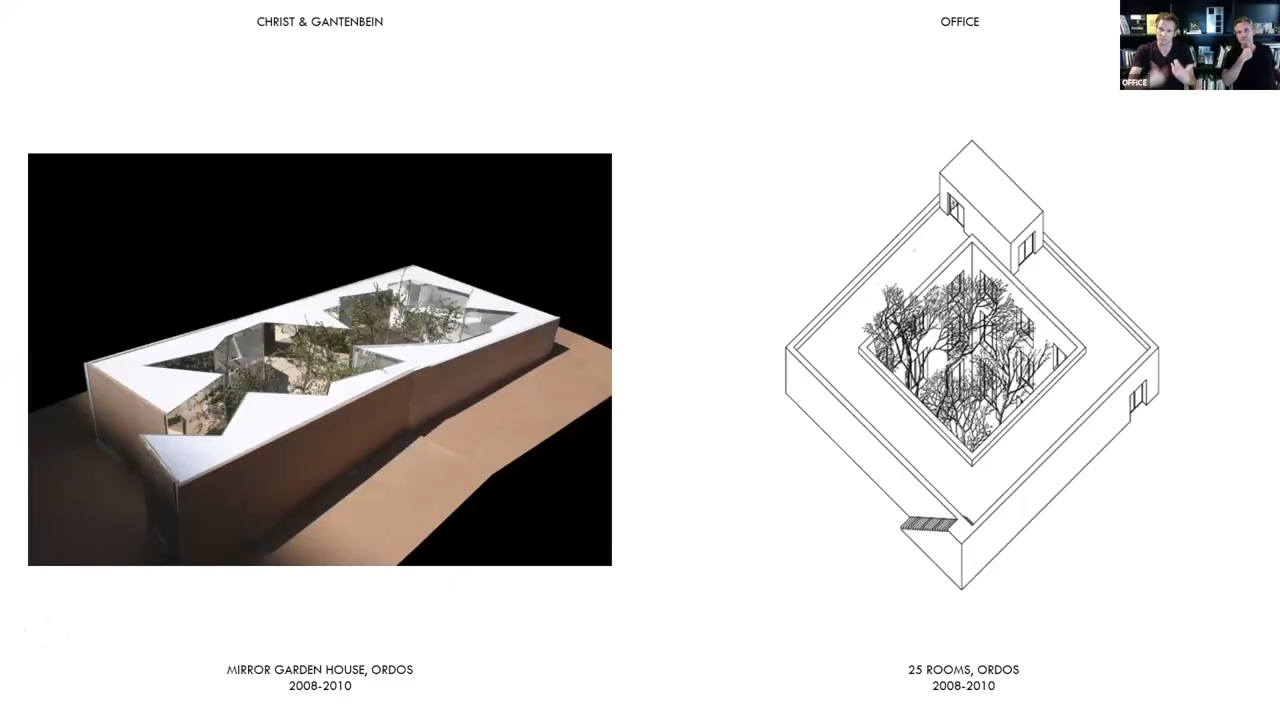 CHRIST & GANTENBEIN
OFFICE
OFFICE
MIRROR GARDEN HOUSE, ORDOS
2008-2010
25 ROOMS, ORDOS
2008-2010